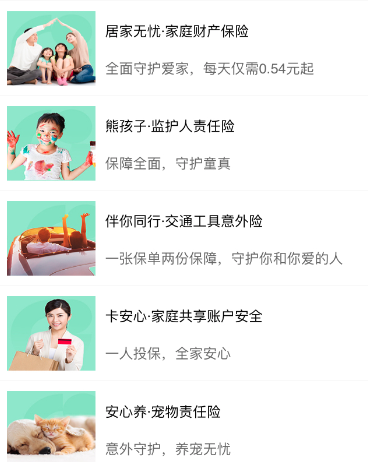 居家无忧·家庭财产保险
全面守护爱家，每天仅需0.54元起
熊孩子·监护人责任险
保障全面，守护童真
伴你同行·交通工具意外险
一张保单两份保障，守护你和你爱的人
卡安心·家庭共享账户安全
一人投保，全家安心
安心养·宠物责任险
意外守护，养宠无忧